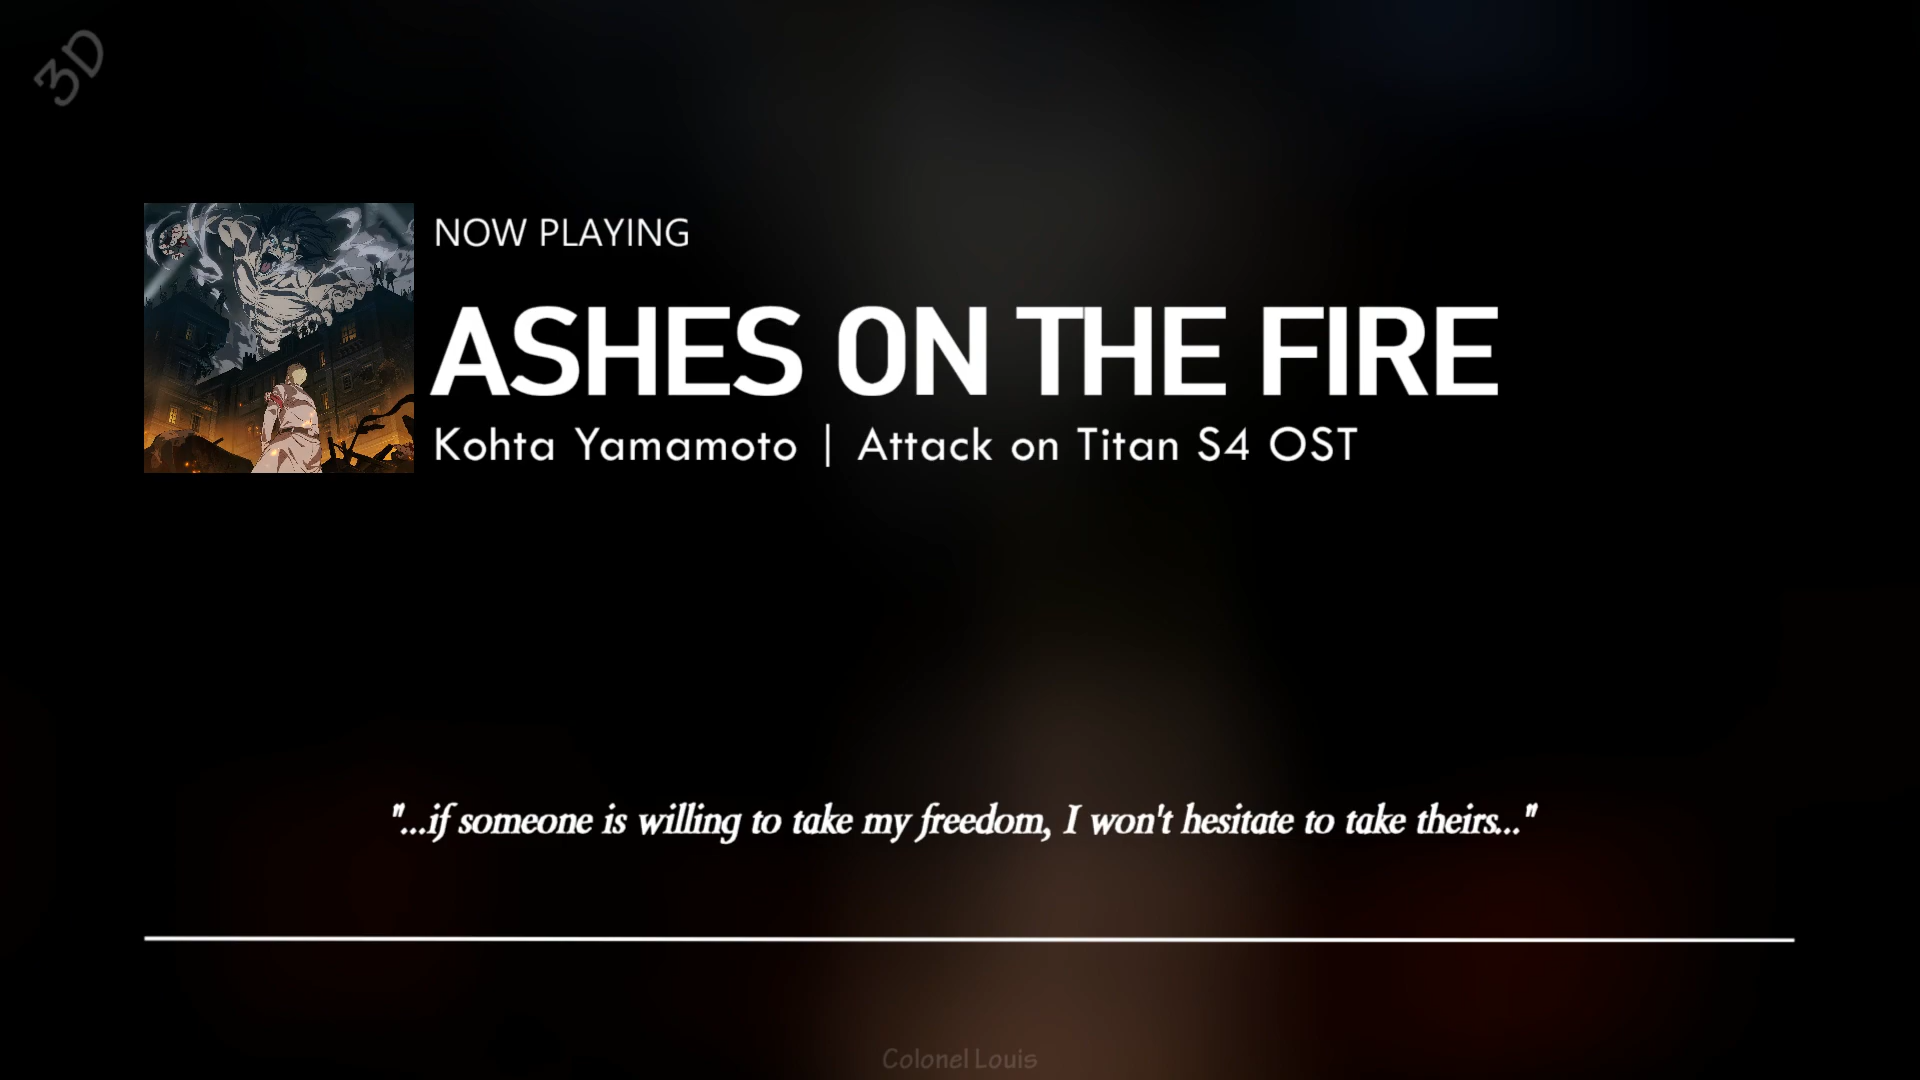 3D
NOW PLAYING
ASHES ON THE FIRE
Kohta Yamamoto | Attack on Titan S4 OST
"...if someone is willing to take my freedom, I won't hesitate to take theirs..."
Colonel Louis